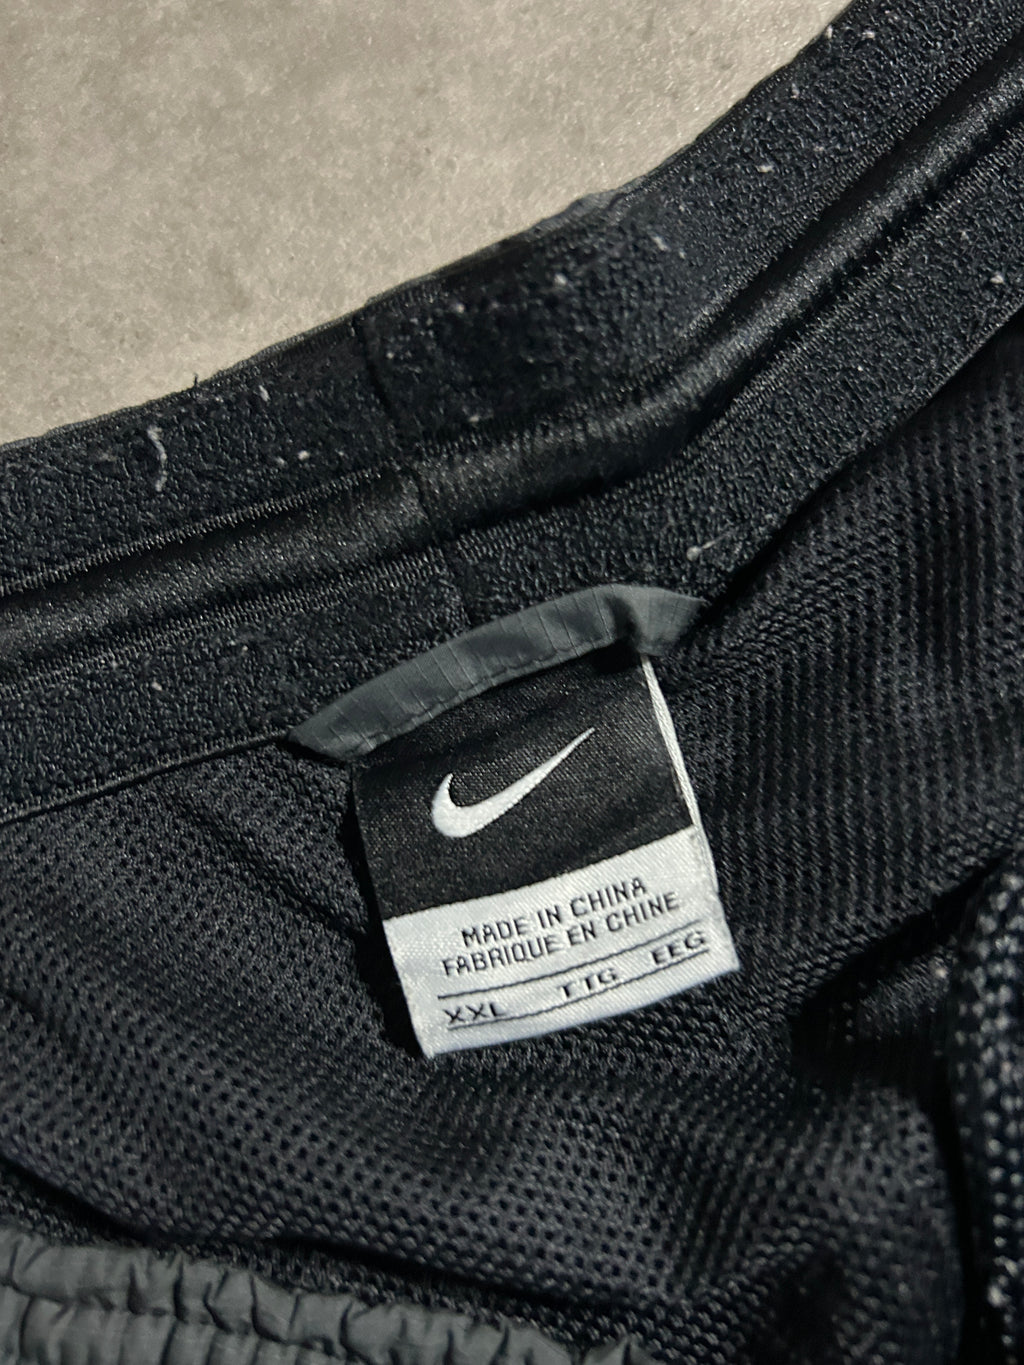 MADE IN CHINA
FABRIQUE EN CHINE
XXL TTG EEG